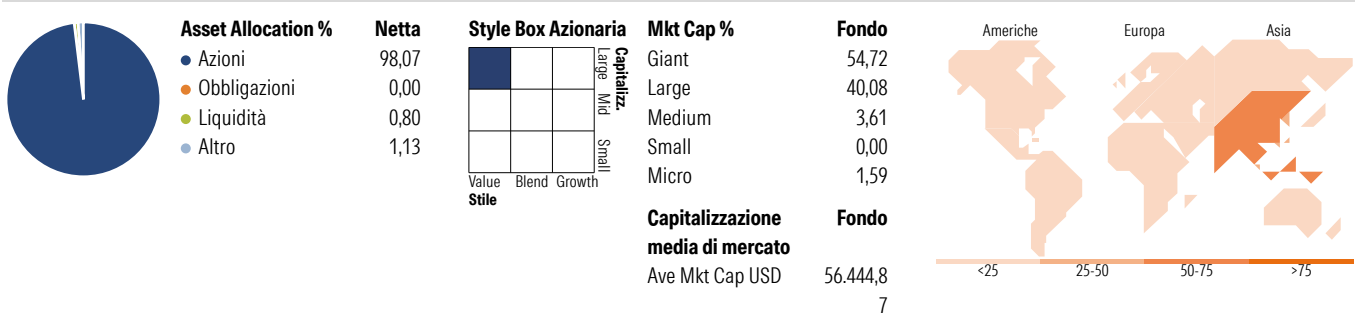 Asset Allocation % Netta
Azioni 98,07
Obbligazioni 0,00
Liquidità 0,80
Altro 1,13
Style Box Azionaria
Capitalizz.
Large Mid Small
Value Blend Growth
Stile
Mkt Cap % Fondo
Giant 54,72
Large 40,08
Medium 3,61
Small 0,00
Micro 1,59
Capitalizzazione Fondo
media di mercato
Ave Mkt Cap USD 56.444,8
7
Americhe Europa Asia
<25 25-50 50-75 >75